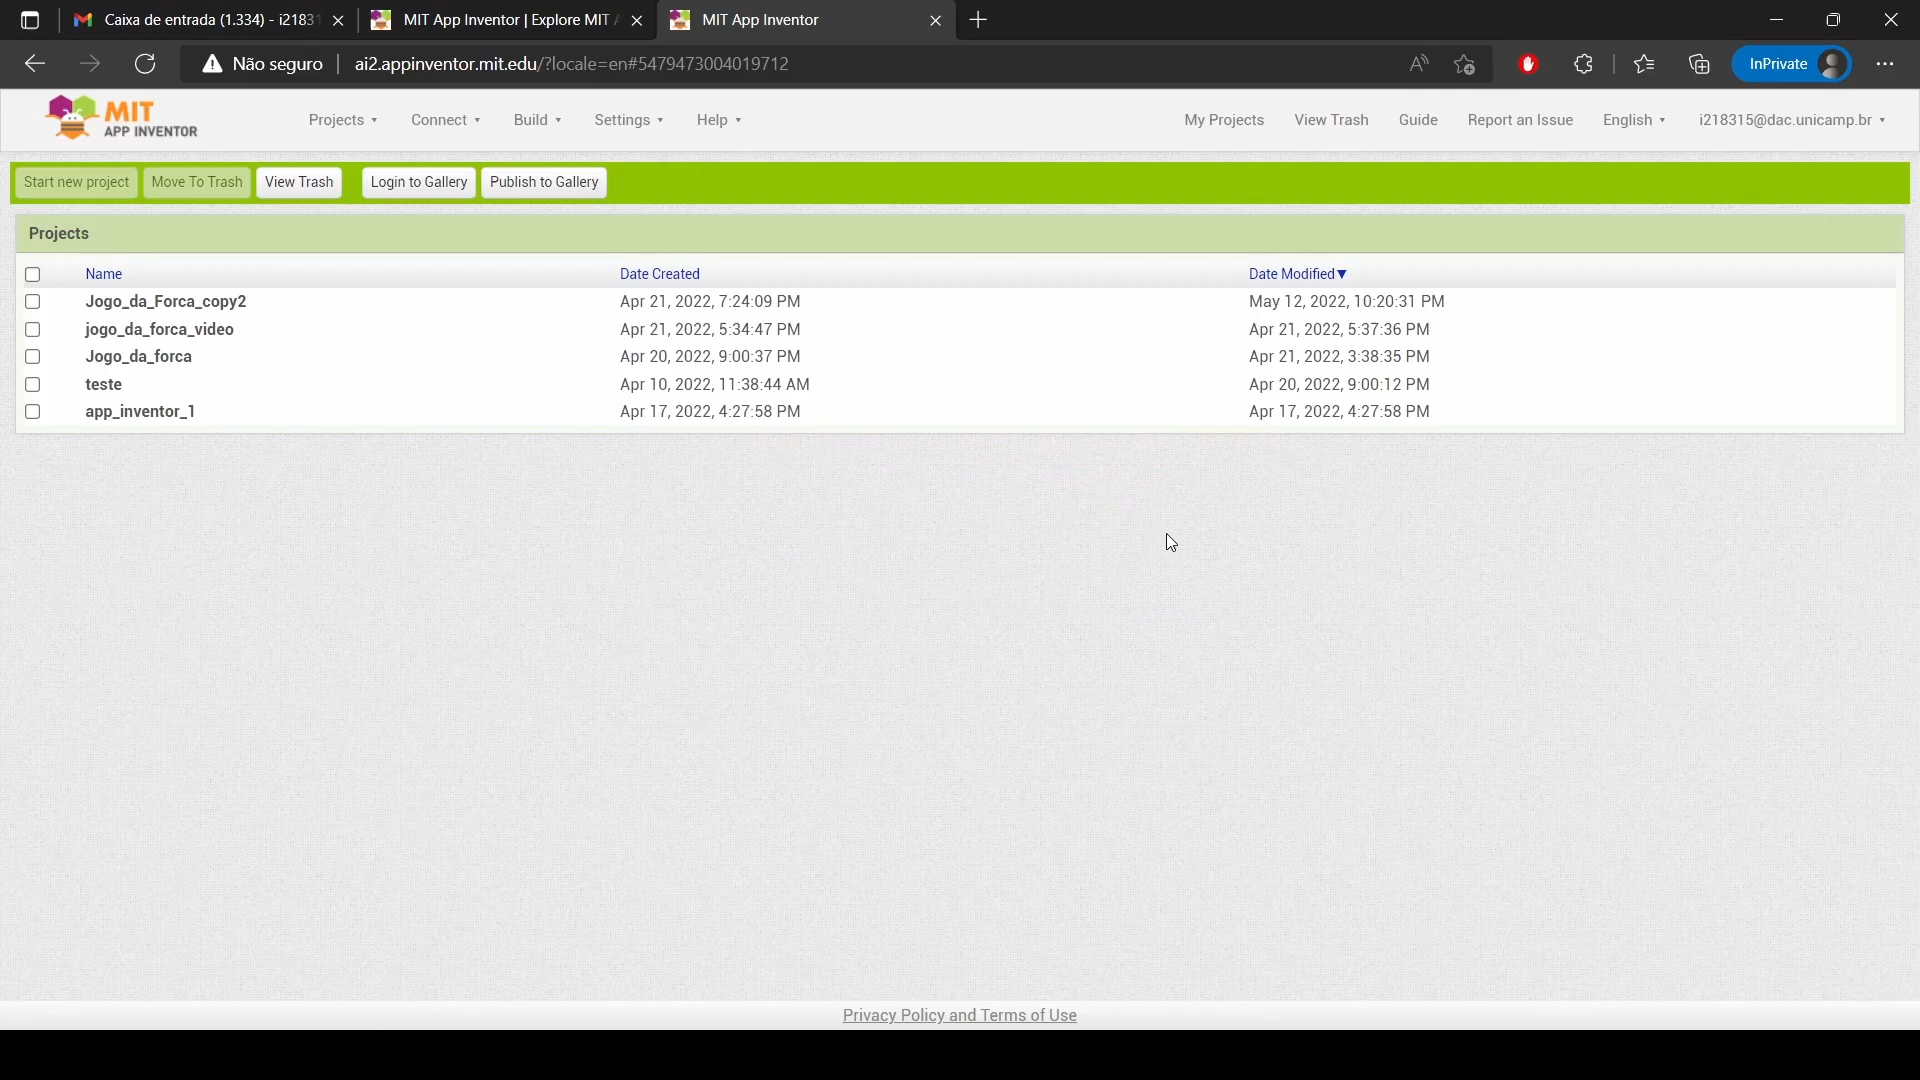 Caixa de entrada (1.334) - i2183
MIT App Inventor | Explore MIT
MIT App Inventor
Não seguro
ai2.appinventor.mit.edu/?locale=en#5479473004019712
InPrivate
MIT
APP INVENTOR
Projects
Connect
Build
Settings
Help
My Projects
View Trash
Guide
Report an Issue
English
i218315@dac.unicamp.br
Start new project
Move To Trash
View Trash
Login to Gallery
Publish to Gallery
Projects
Name Date Created Date Modified▼
Jogo_da_Forca_copy2 Apr 21, 2022, 7:24:09 PM May 12, 2022, 10:20:31 PM
jogo_da_forca_video Apr 21, 2022, 5:34:47 PM Apr 21, 2022, 5:37:36 PM
Jogo_da_forca Apr 20, 2022, 9:00:37 PM Apr 21, 2022, 3:38:35 PM
teste Apr 10, 2022, 11:38:44 AM Apr 20, 2022, 9:00:12 PM
app_inventor_1 Apr 17, 2022, 4:27:58 PM Apr 17, 2022, 4:27:58 PM
Privacy Policy and Terms of Use